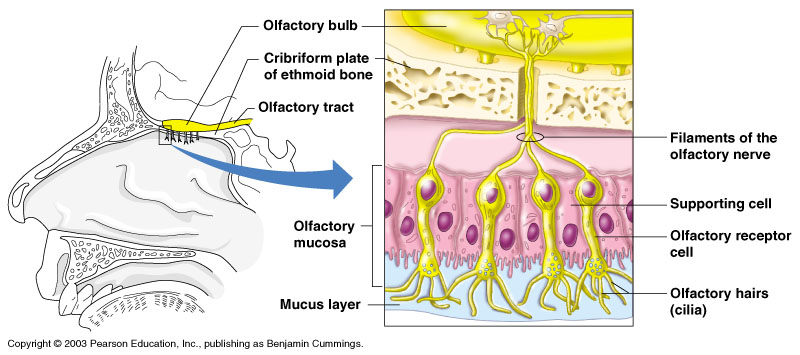 Olfactory bulb
Cribriform plate
of ethmoid bone
Olfactory tract
Filaments of the
olfactory nerve
Olfactory
mucosa
Supporting cell
Olfactory receptor
cell
Mucus layer
Olfactory hairs
(cilia)
Copyright © 2003 Pearson Education, Inc., publishing as Benjamin Cummings.